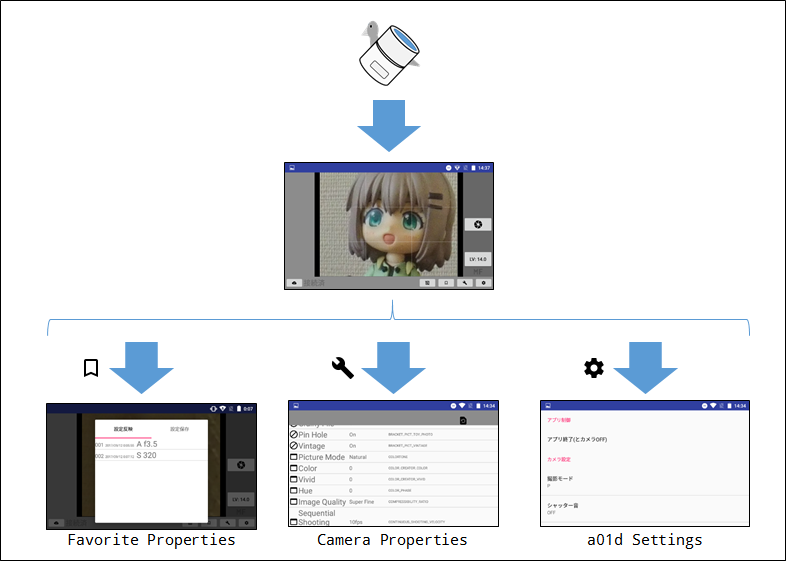 14:37
LV: 14.0
MF
接続済
0:07
設定反映
設定保存
001
A f3.5
002
S 320
LV: 14.0
Favorite Properties
14:34
Pin Hole On BRACKET_PICT_TOY_PHOTO
Vintage On BRACKET_PICT_VINTAGE
Picture Mode Natural COLORTONE
Color 0 COLOR_CREATOR_COLOR
Vivid 0 COLOR_CREATOR_VIVID
Hue 0 COLOR_PHASE
Image Quality Super Fine COMPRESSIBILITY_RATIO
Sequential
Shooting 10fps CONTINUOUS_SHOOTING_VELOCITY
Camera Properties
14:34
アプリ制御
アプリ終了(とカメラOFF)
カメラ設定
撮影モード
P
シャッター音
OFF
a01d Settings